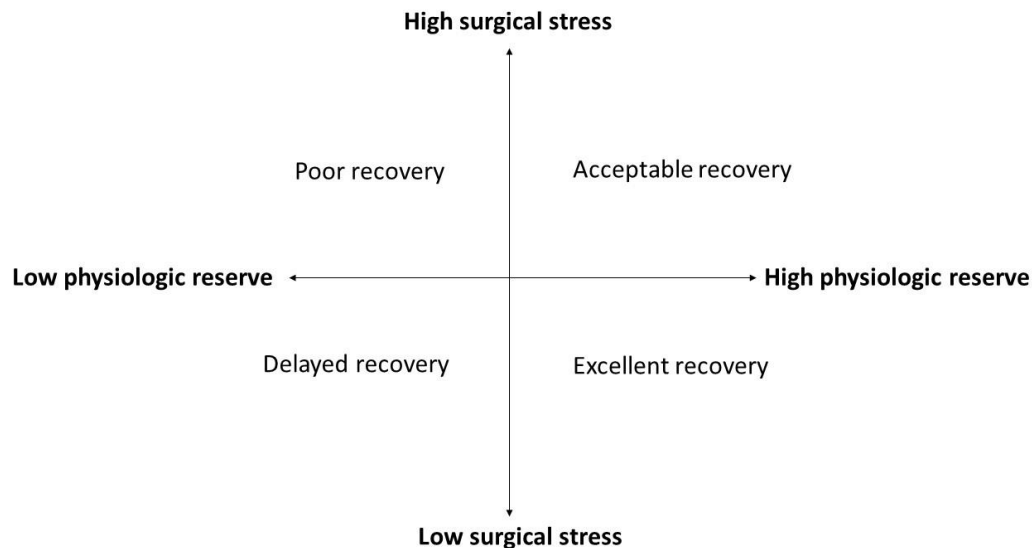 High surgical stress
Poor recovery
Acceptable recovery
Low physiologic reserve
High physiologic reserve
Delayed recovery
Excellent recovery
Low surgical stress